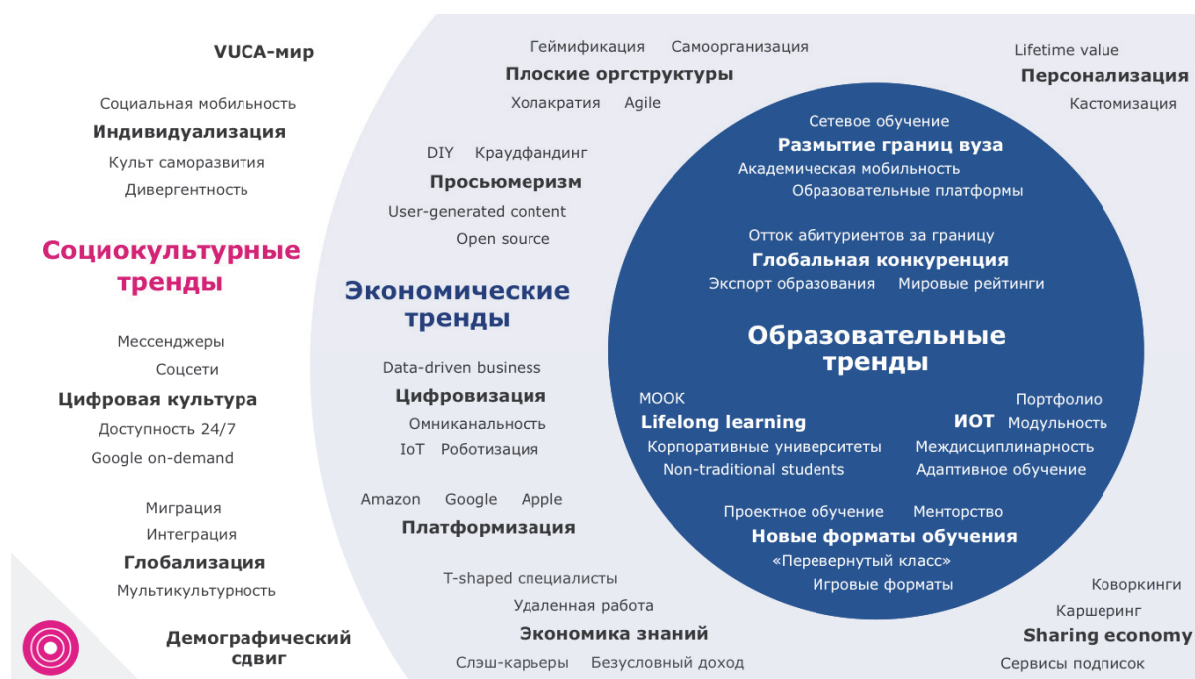 VUCA-мир
Социальная мобильность
Индивидуализация
Культ саморазвития
Дивергентность
Социокультурные
тренды
Мессенджеры
Соцсети
Цифровая культура
Доступность 24/7
Google on-demand
Миграция
Интеграция
Глобализация
Мультикультурность
Демографический
сдвиг
Геймификация Самоорганизация
Плоские оргструктуры
Холакратия Agile
DIY Краудфандинг
Просьюмеризм
User-generated content
Open source
Экономические
тренды
Data-driven business
Цифровизация
Омниканальность
IoT Роботизация
Amazon Google Apple
Платформизация
T-shaped специалисты
Удаленная работа
Экономика знаний
Слэш-карьеры Безусловный доход
Lifetime value
Персонализация
Кастомизация
Коворкинги
Каршеринг
Sharing economy
Сервисы подписок
Сетевое обучение
Размытие границ вуза
Академическая мобильность
Образовательные платформы
Отток абитуриентов за границу
Глобальная конкуренция
Экспорт образования Мировые рейтинги
Образовательные
тренды
МООК
Lifelong learning
Корпоративные университеты
Non-traditional students
Портфолио
ИОТ Модульность
Междисциплинарность
Адаптивное обучение
Проектное обучение Менторство
Новые форматы обучения
«Перевернутый класс»
Игровые форматы